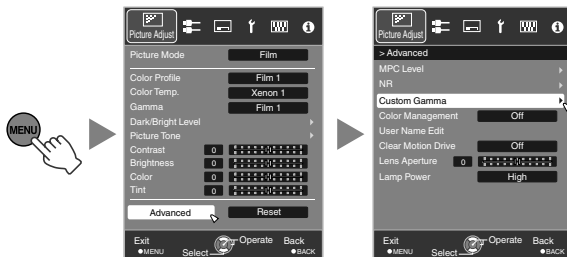 MENU
Picture Adjust
Picture Mode Film
Color Profile Film 1
Color Temp. Xenon 1
Gamma Film 1
Dark/Bright Level
Picture Tone
Contrast 0
Brightness 0
Color 0
Tint 0
Advanced Reset
Exit Operate Back
MENU Select BACK
Picture Adjust
> Advanced
MPC Level
NR
Custom Gamma
Color Management Off
User Name Edit
Clear Motion Drive Off
Lens Aperture 0
Lamp Power High
Exit Operate Back
MENU Select BACK